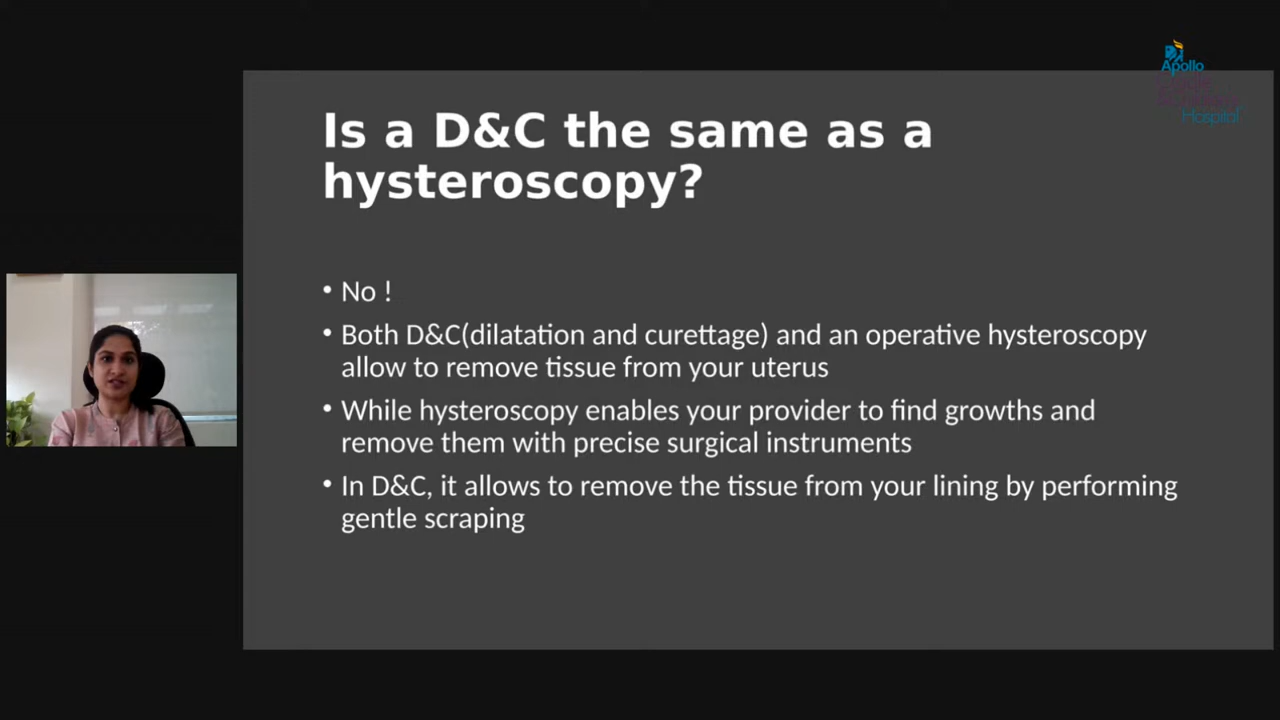 Apollo
Cradle
Hospital
Is a D&C the same as a
hysteroscopy?
• No !
• Both D&C(dilatation and curettage) and an operative hysteroscopy
allow to remove tissue from your uterus
• While hysteroscopy enables your provider to find growths and
remove them with precise surgical instruments
• In D&C, it allows to remove the tissue from your lining by performing
gentle scraping